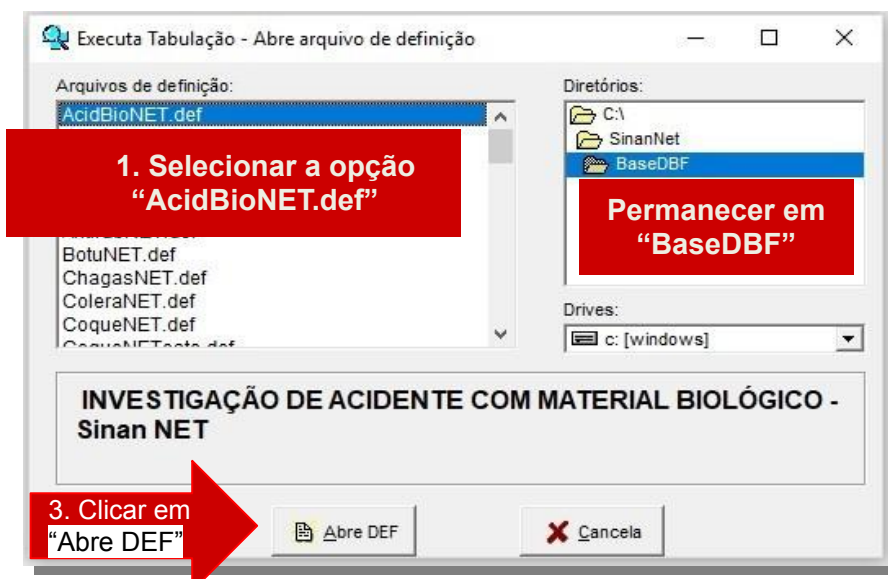 Executa Tabulação - Abre arquivo de definição
Arquivos de definição:
AcidBioNET.def
1. Selecionar a opção
“AcidBioNET.def”
BotuNET.def
ChagasNET.def
ColeraNET.def
CoqueNET.def
Diretórios:
C:\
SinanNet
BaseDBF
Permanecer em
“BaseDBF”
Drives:
c: [windows]
INVESTIGAÇÃO DE ACIDENTE COM MATERIAL BIOLÓGICO -
Sinan NET
3. Clicar em
“Abre DEF”
Abre DEF
Cancela